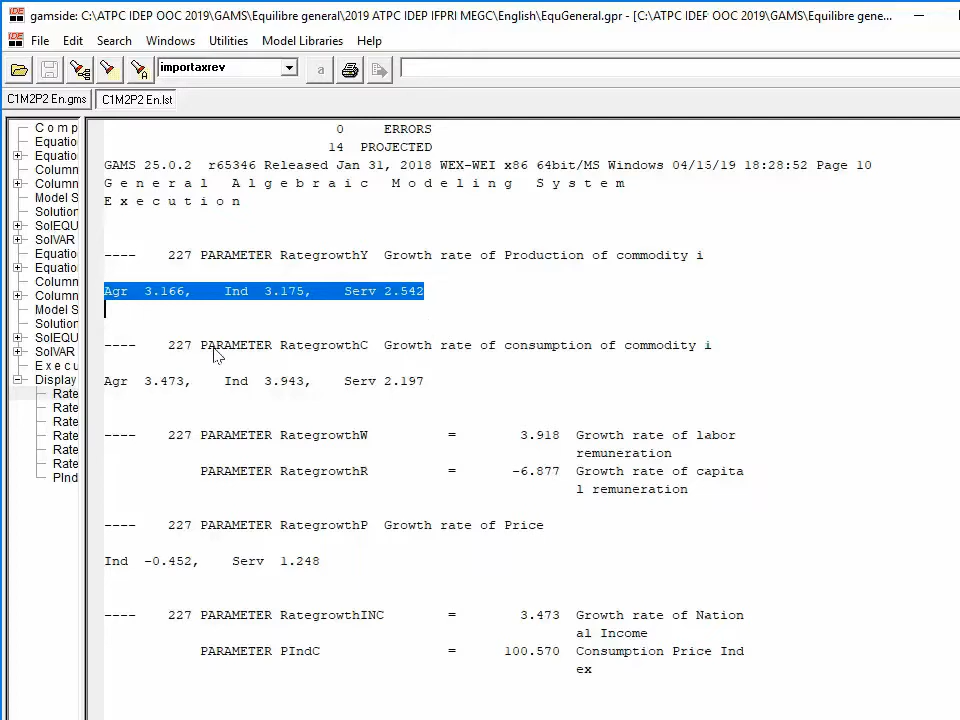 gamside: C:\ATPC IDEP OOC 2019\GAMS\Equilibre general\2019 ATPC IDEP IFPRI MEGC\English\EquGeneral.gpr - [C:\ATPC IDEP OOC 2019\GAMS\Equilibre gene...
File Edit Search Windows Utilities Model Libraries Help
importaxrev
a
C1M2P2 En.gms C1M2P2 En.lst
C o m p
Equatio
Equatio
Column
Column
Model S
Solution
SolEQU
SolVAR
Equatio
Equatio
Column
Column
Model S
Solution
SolEQU
SolVAR
E x e c u
Display
Rate
Rate
Rate
Rate
Rate
Rate
PInd
0 ERRORS
14 PROJECTED
GAMS 25.0.2 r65346 Released Jan 31, 2018 WEX-WEI x86 64bit/MS Windows 04/15/19 18:28:52 Page 10
G e n e r a l A l g e b r a i c M o d e l i n g S y s t e m
E x e c u t i o n
---- 227 PARAMETER RategrowthY Growth rate of Production of commodity i
Agr 3.166, Ind 3.175, Serv 2.542
---- 227 PARAMETER RategrowthC Growth rate of consumption of commodity i
Agr 3.473, Ind 3.943, Serv 2.197
---- 227 PARAMETER RategrowthW = 3.918 Growth rate of labor
remuneration
PARAMETER RategrowthR = -6.877 Growth rate of capita
l remuneration
---- 227 PARAMETER RategrowthP Growth rate of Price
Ind -0.452, Serv 1.248
---- 227 PARAMETER RategrowthINC = 3.473 Growth rate of Nation
al Income
PARAMETER PIndC = 100.570 Consumption Price Ind
ex